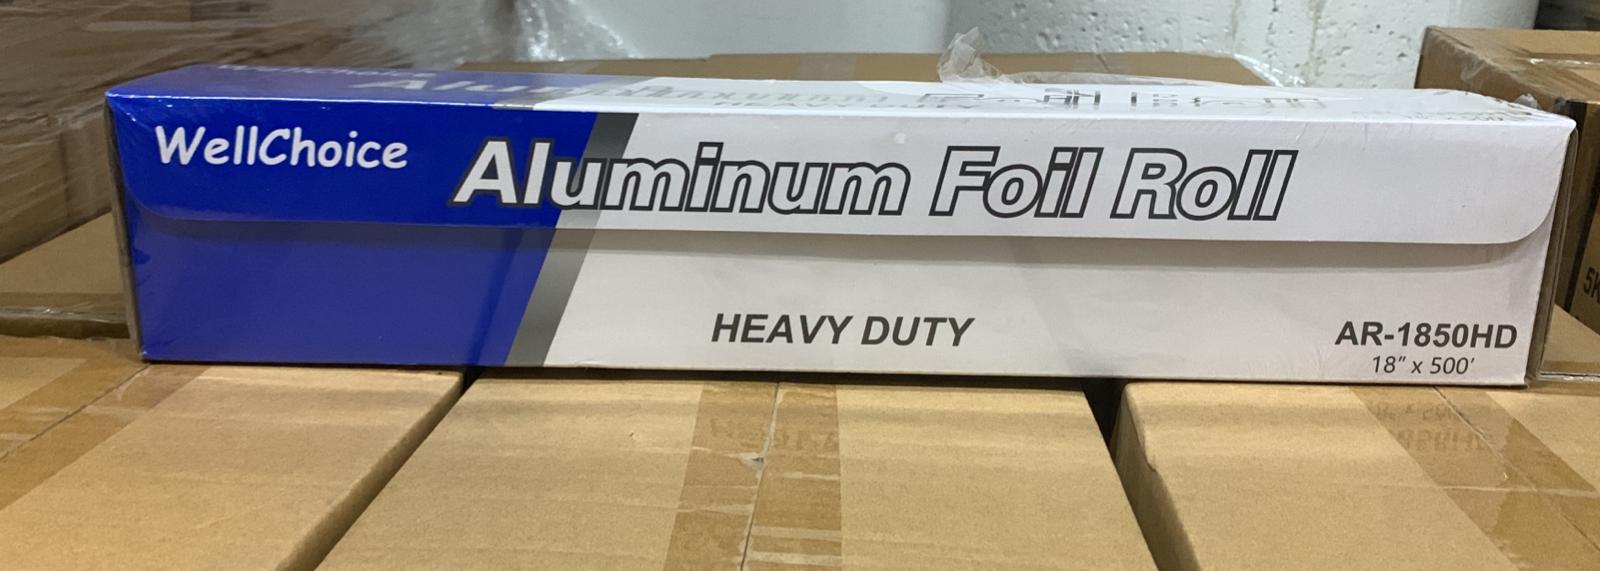 WellChoice
Aluminum Foil Roll
HEAVY DUTY
AR-1850HD
18” x 500’